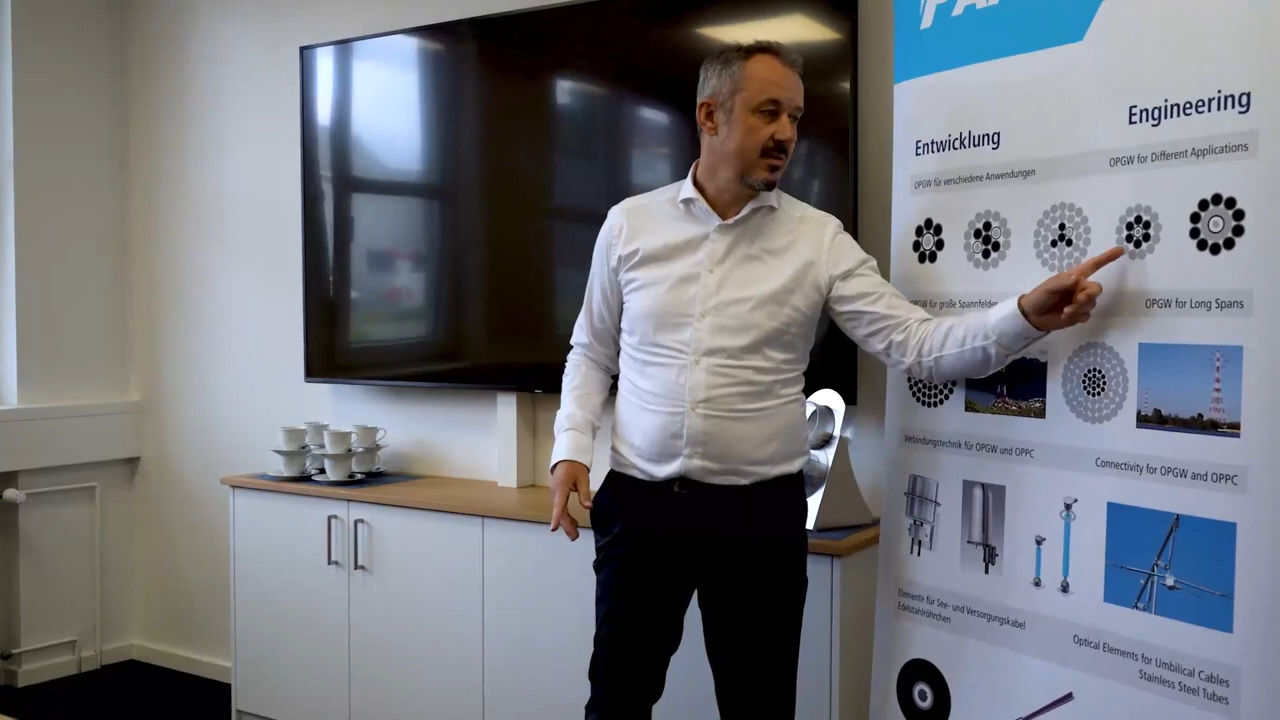 Entwicklung
Engineering
OPGW für verschiedene Anwendungen
OPGW for Different Applications
OPGW für große Spannfelder
OPGW for Long Spans
Verbindungstechnik für OPGW und OPPC
Connectivity for OPGW and OPPC
Elemente für See- und Versorgungskabel
Edelstahlröhrchen
Optical Elements for Umbilical Cables
Stainless Steel Tubes